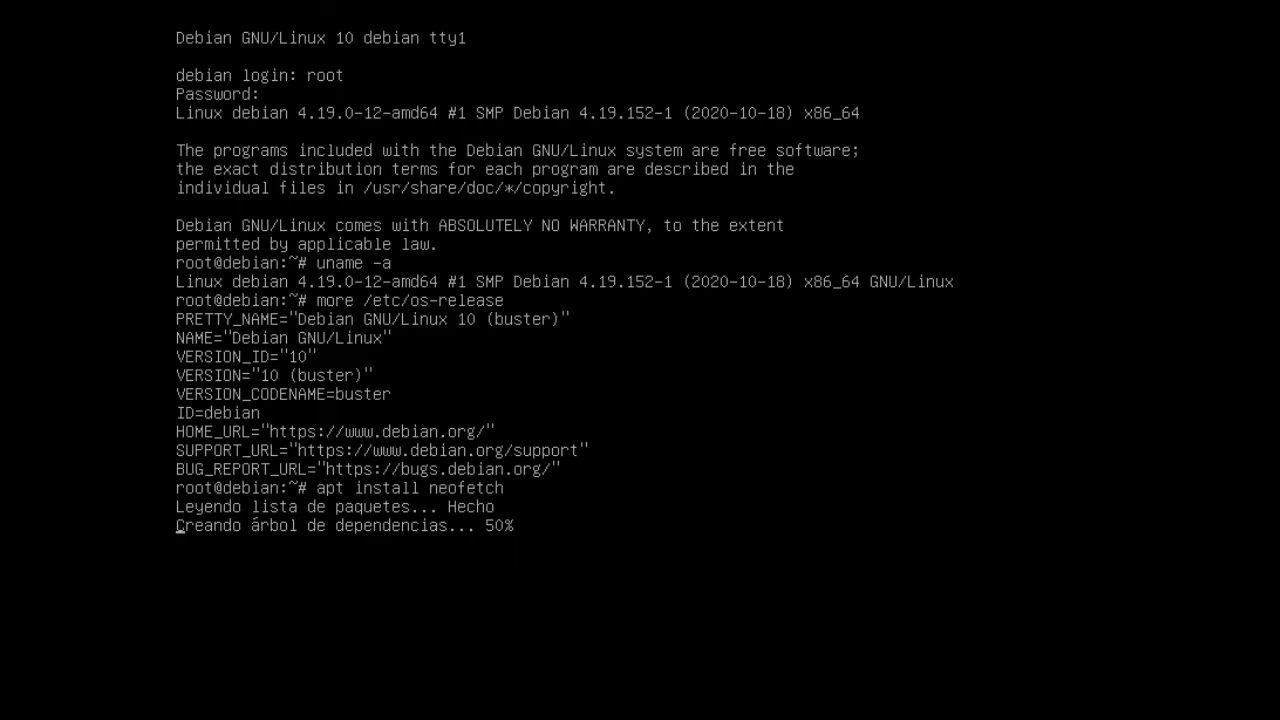 Debian GNU/Linux 10 debian tty1
debian login: root
Password:
Linux debian 4.19.0-12-amd64 #1 SMP Debian 4.19.152-1 (2020-10-18) x86_64
The programs included with the Debian GNU/Linux system are free software;
the exact distribution terms for each program are described in the
individual files in /usr/share/doc/*/copyright.
Debian GNU/Linux comes with ABSOLUTELY NO WARRANTY, to the extent
permitted by applicable law.
root@debian:~# uname -a
Linux debian 4.19.0-12-amd64 #1 SMP Debian 4.19.152-1 (2020-10-18) x86_64 GNU/Linux
root@debian:~# more /etc/os-release
PRETTY_NAME="Debian GNU/Linux 10 (buster)"
NAME="Debian GNU/Linux"
VERSION_ID="10"
VERSION="10 (buster)"
VERSION_CODENAME=buster
ID=debian
HOME_URL="https://www.debian.org/"
SUPPORT_URL="https://www.debian.org/support"
BUG_REPORT_URL="https://bugs.debian.org/"
root@debian:~# apt install neofetch
Leyendo lista de paquetes... Hecho
Creando árbol de dependencias... 50%